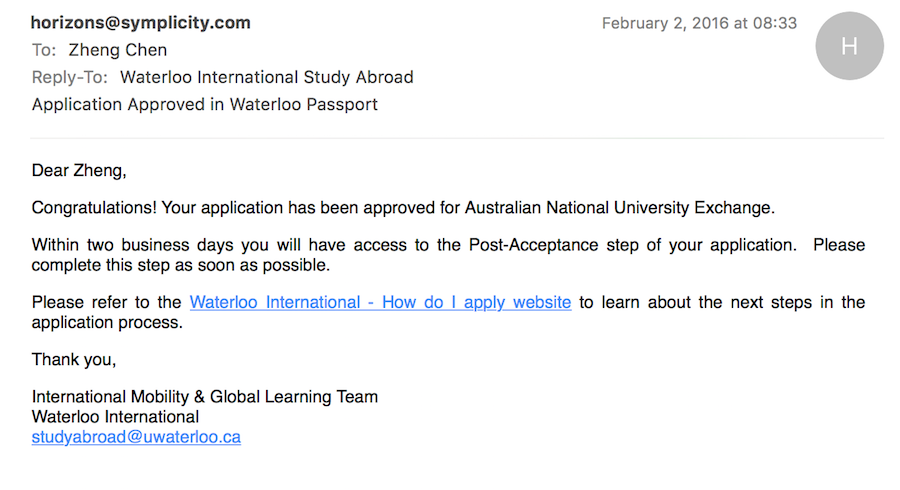 horizons@symplicity.com
February 2, 2016 at 08:33
H
To: Zheng Chen
Reply-To: Waterloo International Study Abroad
Application Approved in Waterloo Passport
Dear Zheng,
Congratulations! Your application has been approved for Australian National University Exchange.
Within two business days you will have access to the Post-Acceptance step of your application.  Please
complete this step as soon as possible.
Please refer to the Waterloo International - How do I apply website to learn about the next steps in the
application process.
Thank you,
International Mobility & Global Learning Team
Waterloo International
studyabroad@uwaterloo.ca